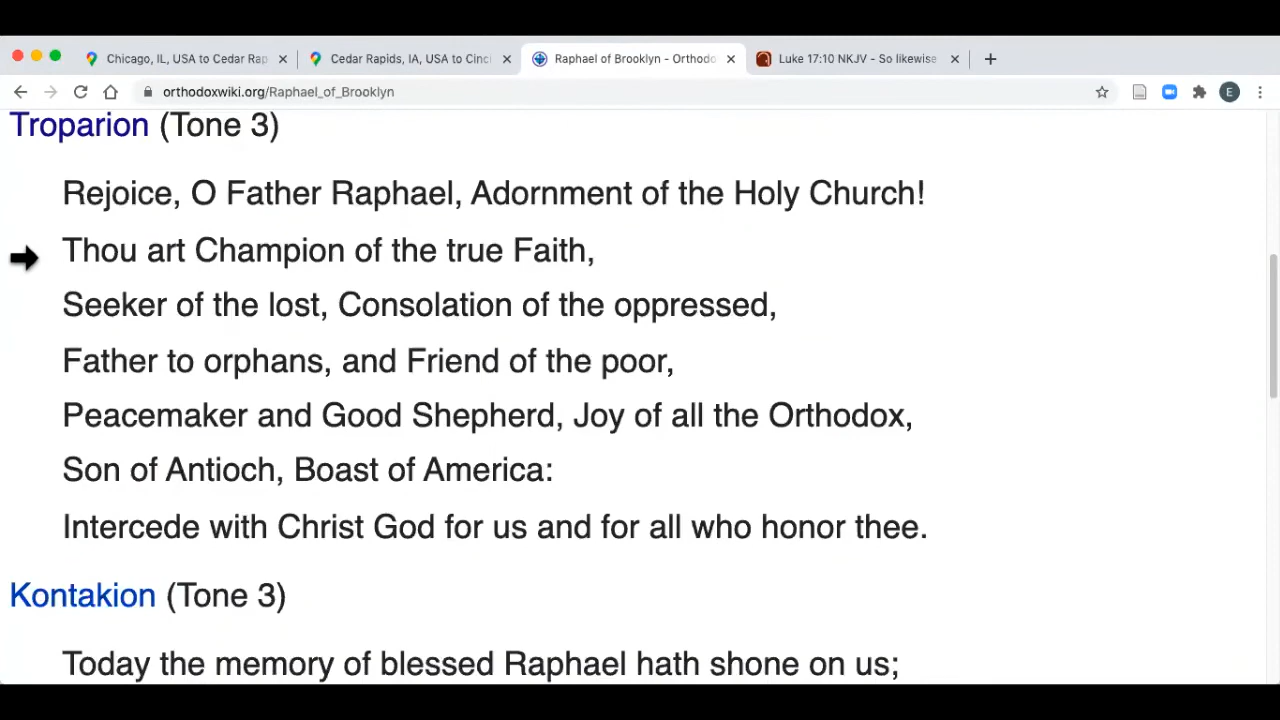 Chicago, IL, USA to Cedar Rap
Cedar Rapids, IA, USA to Cinci
Raphael of Brooklyn - Orthodo
Luke 17:10 NKJV - So likewise
orthodoxwiki.org/Raphael_of_Brooklyn
E
Troparion (Tone 3)
Rejoice, O Father Raphael, Adornment of the Holy Church!
Thou art Champion of the true Faith,
Seeker of the lost, Consolation of the oppressed,
Father to orphans, and Friend of the poor,
Peacemaker and Good Shepherd, Joy of all the Orthodox,
Son of Antioch, Boast of America:
Intercede with Christ God for us and for all who honor thee.
Kontakion (Tone 3)
Today the memory of blessed Raphael hath shone on us;